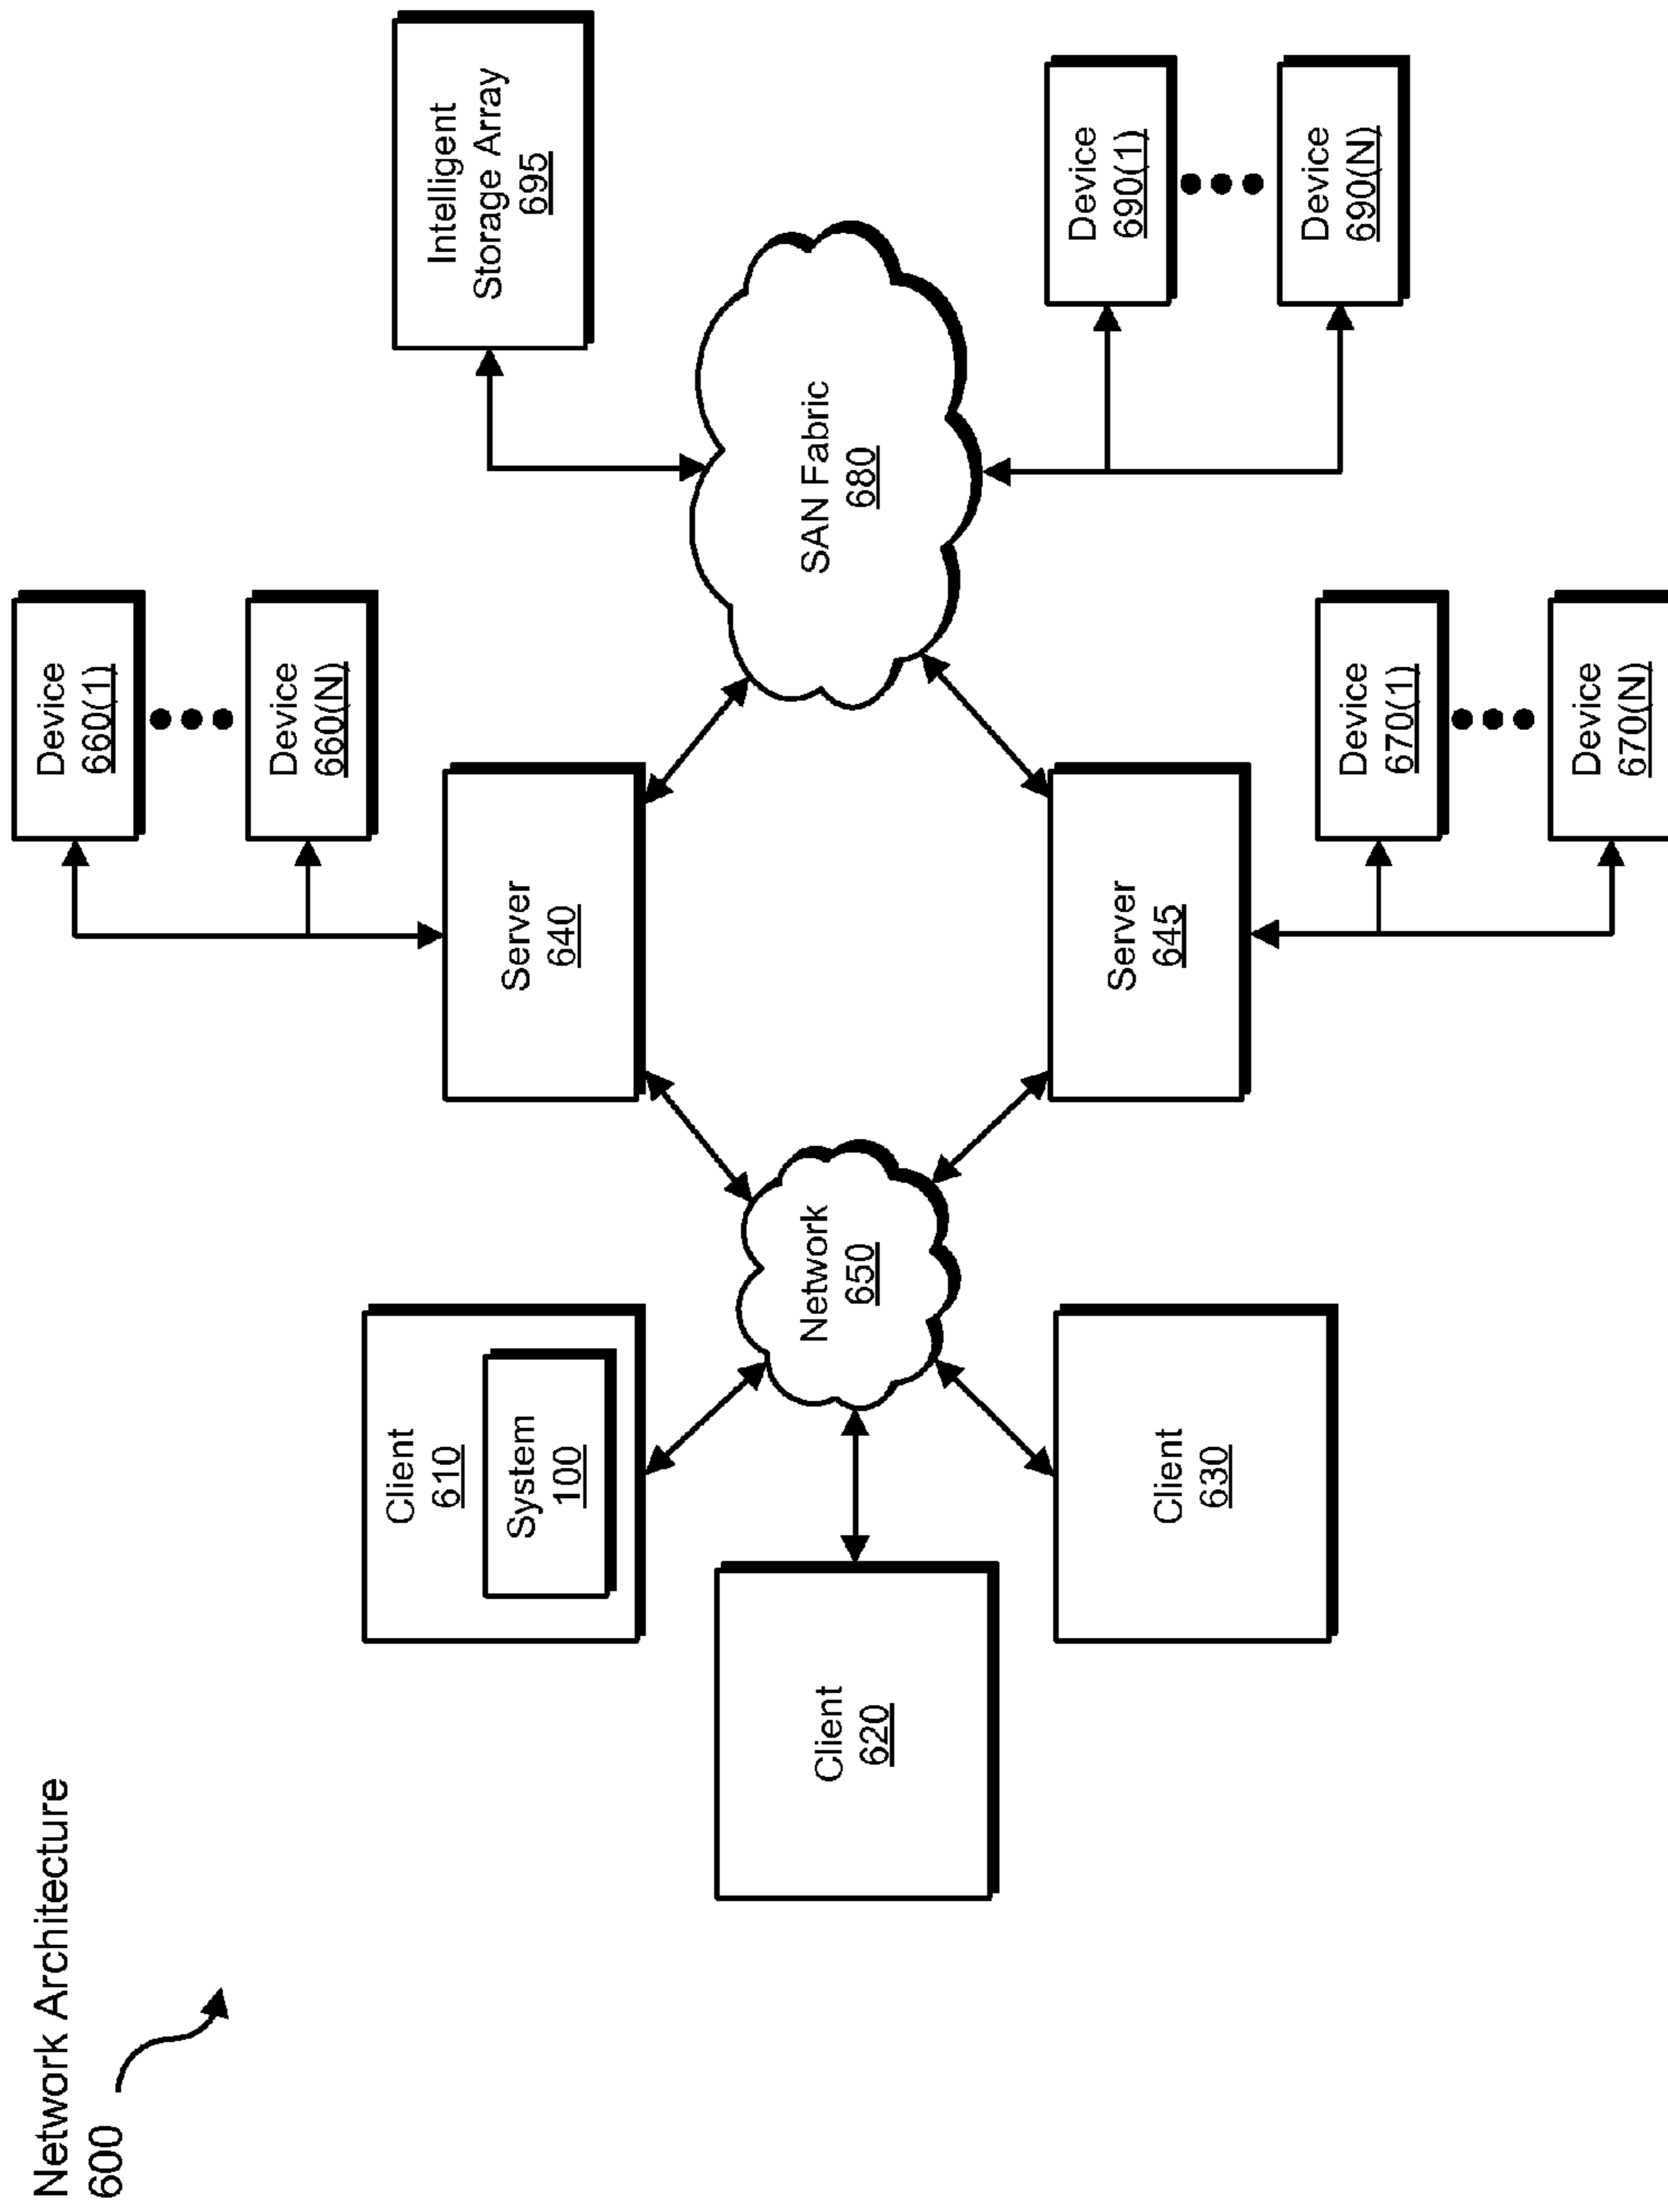 Network Architecture
600
Client
610
System
100
Client
620
Client
630
Network
650
Device
660(1)
Device
660(N)
Server
640
Server
645
Device
670(1)
Device
670(N)
SAN Fabric
680
Intelligent
Storage Array
695
Device
690(1)
Device
690(N)